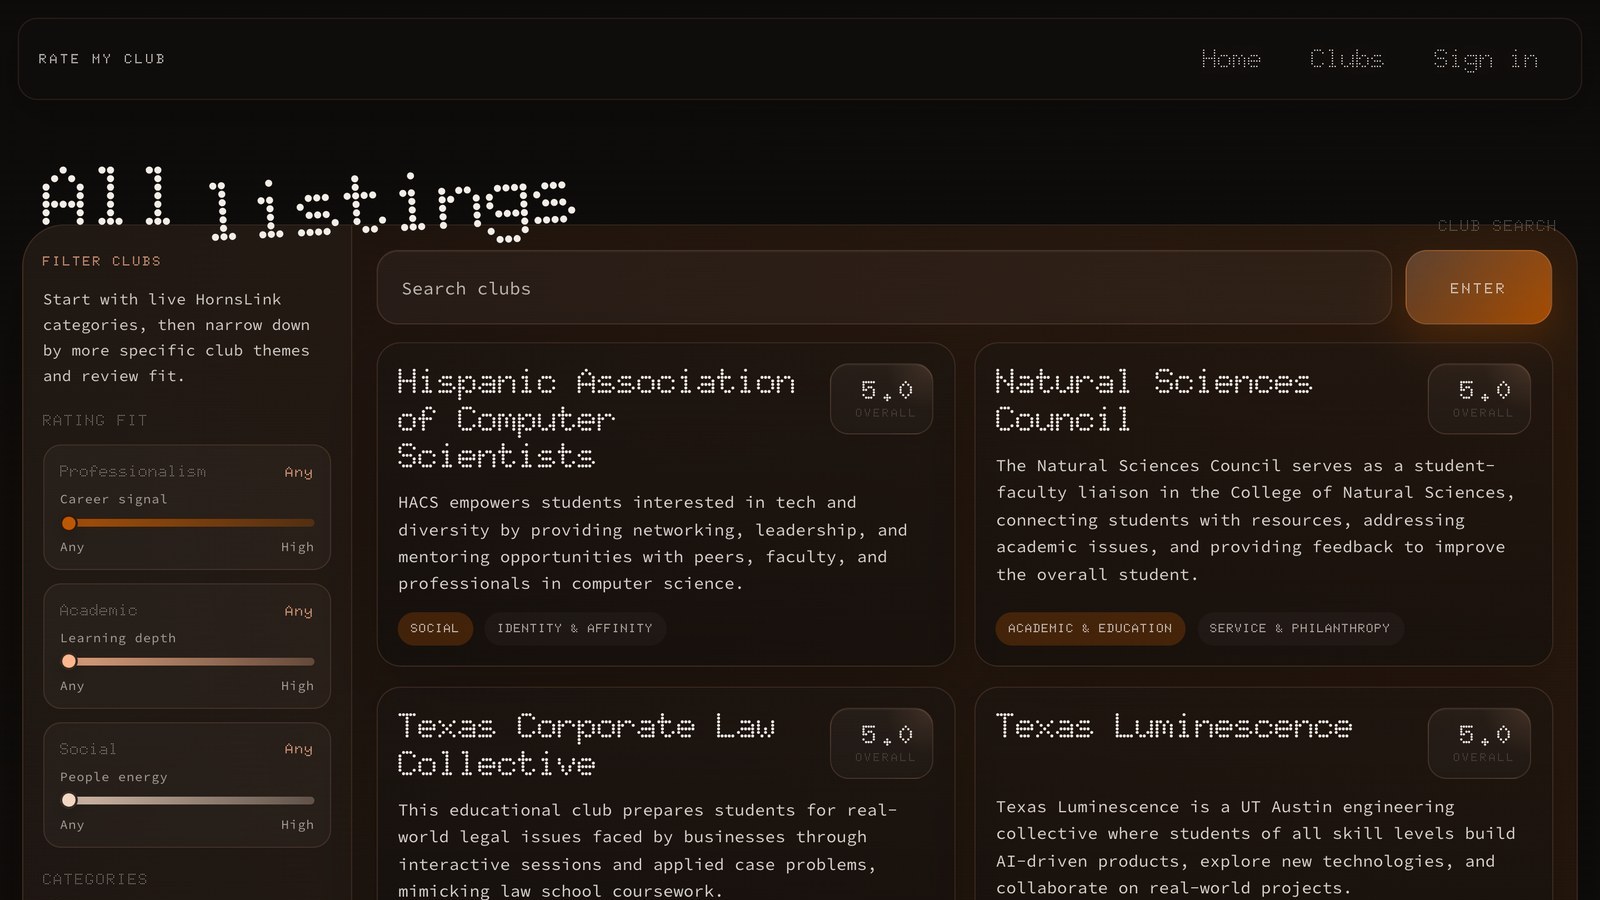 RATE MY CLUB
Home
Clubs
Sign in
All listings
CLUB SEARCH
FILTER CLUBS
Start with live HornsLink
categories, then narrow down
by more specific club themes
and review fit.
RATING FIT
Professionalism
Any
Career signal
Any
High
Academic
Any
Learning depth
Any
High
Social
Any
People energy
Any
High
CATEGORIES
Search clubs
ENTER
Hispanic Association
of Computer
Scientists
5.0
OVERALL
HACS empowers students interested in tech and
diversity by providing networking, leadership, and
mentoring opportunities with peers, faculty, and
professionals in computer science.
SOCIAL
IDENTITY & AFFINITY
Natural Sciences
Council
5.0
OVERALL
The Natural Sciences Council serves as a student-
faculty liaison in the College of Natural Sciences,
connecting students with resources, addressing
academic issues, and providing feedback to improve
the overall student.
ACADEMIC & EDUCATION
SERVICE & PHILANTHROPY
Texas Corporate Law
Collective
5.0
OVERALL
This educational club prepares students for real-
world legal issues faced by businesses through
interactive sessions and applied case problems,
mimicking law school coursework.
Texas Luminescence
5.0
OVERALL
Texas Luminescence is a UT Austin engineering
collective where students of all skill levels build
AI-driven products, explore new technologies, and
collaborate on real-world projects.